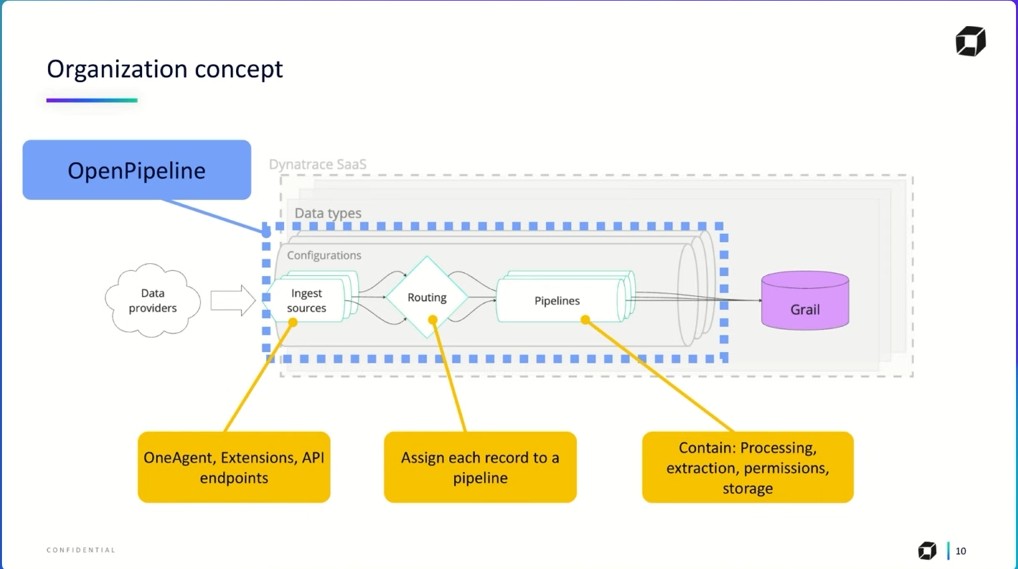 Organization concept
OpenPipeline
Dynatrace SaaS
Data types
Configurations
Data
providers
Ingest
sources
Routing
Pipelines
Grail
OneAgent, Extensions, API
endpoints
Assign each record to a
pipeline
Contain: Processing,
extraction, permissions,
storage
CONFIDENTIAL
10